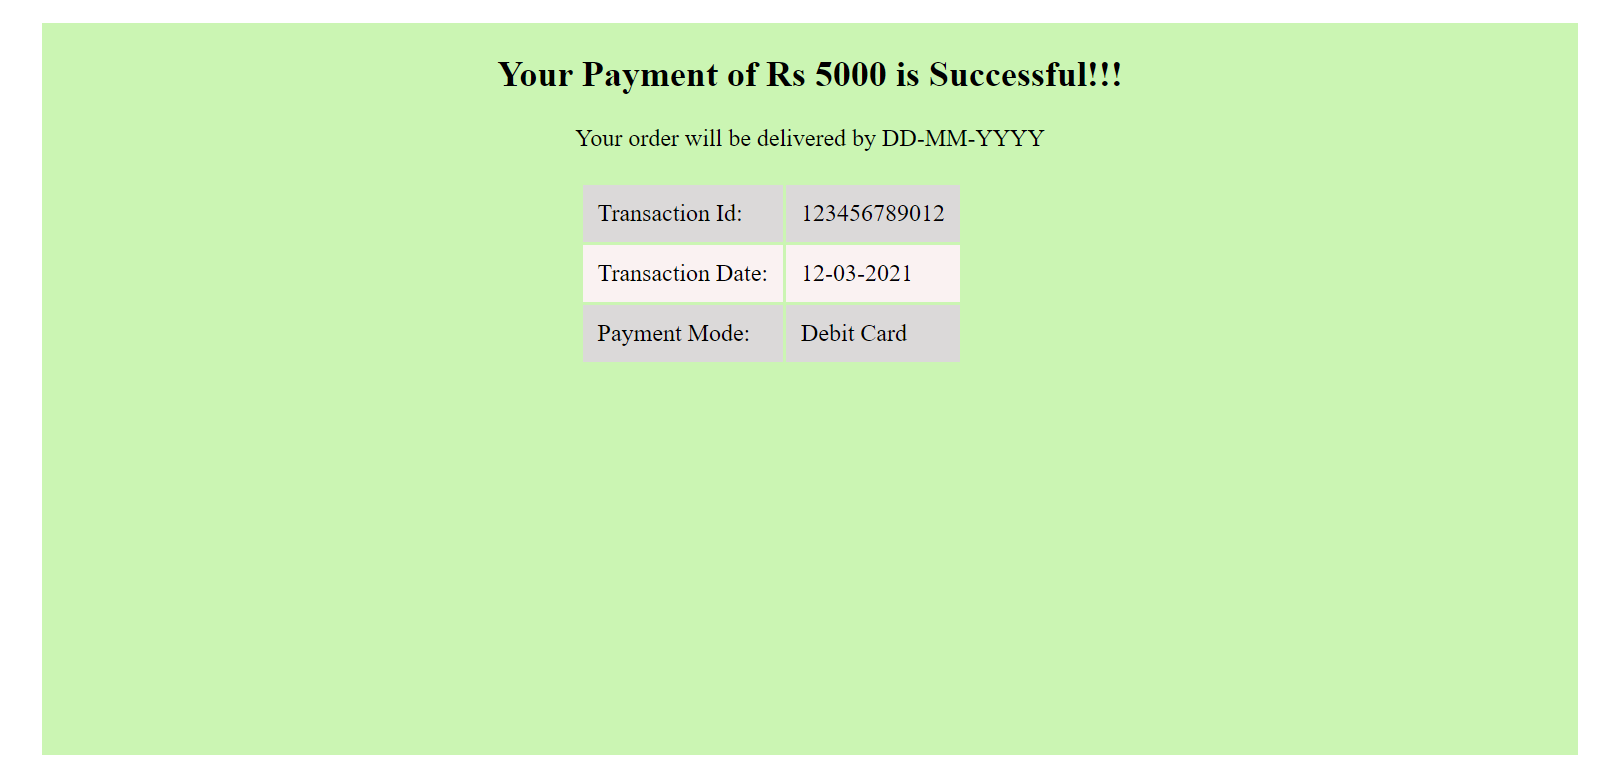 Your Payment of Rs 5000 is Successful!!!
Your order will be delivered by DD-MM-YYYY
Transaction Id: 123456789012
Transaction Date: 12-03-2021
Payment Mode: Debit Card